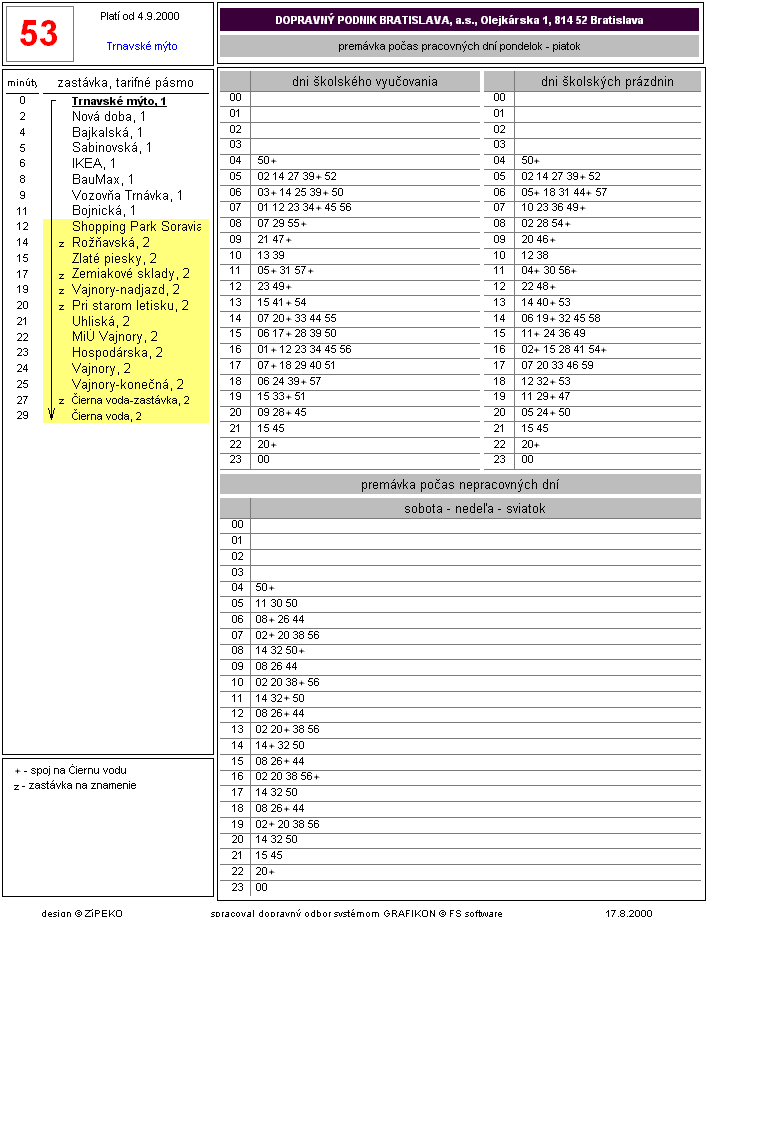 53
Platí od 4.9.2000
Trnavské mýto
DOPRAVNÝ PODNIK BRATISLAVA, a.s., Olejkárska 1, 814 52 Bratislava
premávka počas pracovných dní pondelok - piatok
minúty zastávka, tarifné pásmo
0 Trnavské mýto, 1
2 Nová doba, 1
4 Bajkalská, 1
5 Sabinovská, 1
6 IKEA, 1
8 BauMax, 1
9 Vozovňa Trnávka, 1
11 Bojnická, 1
12 Shopping Park Soravia
14 z Rožňavská, 2
15 Zlaté piesky, 2
17 z Zemiakové sklady, 2
19 z Vajnory-nadjazd, 2
20 z Pri starom letisku, 2
21 Uhliská, 2
22 MiÚ Vajnory, 2
23 Hospodárska, 2
24 Vajnory, 2
25 Vajnory-konečná, 2
27 z Čierna voda-zastávka, 2
29 Čierna voda, 2
+ - spoj na Čiernu vodu
z - zastávka na znamenie
dni školského vyučovania
00
01
02
03
04 50+
05 02 14 27 39+ 52
06 03+ 14 25 39+ 50
07 01 12 23 34+ 45 56
08 07 29 55+
09 21 47+
10 13 39
11 05+ 31 57+
12 23 49+
13 15 41+ 54
14 07 20+ 33 44 55
15 06 17+ 28 39 50
16 01+ 12 23 34 45 56
17 07+ 18 29 40 51
18 06 24 39+ 57
19 15 33+ 51
20 09 28+ 45
21 15 45
22 20+
23 00
dni školských prázdnin
00
01
02
03
04 50+
05 02 14 27 39+ 52
06 05+ 18 31 44+ 57
07 10 23 36 49+
08 02 28 54+
09 20 46+
10 12 38
11 04+ 30 56+
12 22 48+
13 14 40+ 53
14 06 19+ 32 45 58
15 11+ 24 36 49
16 02+ 15 28 41 54+
17 07 20 33 46 59
18 12 32+ 53
19 11 29+ 47
20 05 24+ 50
21 15 45
22 20+
23 00
premávka počas nepracovných dní
sobota - nedeľa - sviatok
00
01
02
03
04 50+
05 11 30 50
06 08+ 26 44
07 02+ 20 38 56
08 14 32 50+
09 08 26 44
10 02 20 38+ 56
11 14 32+ 50
12 08 26+ 44
13 02 20+ 38 56
14 14+ 32 50
15 08 26+ 44
16 02 20 38 56+
17 14 32 50
18 08 26+ 44
19 02+ 20 38 56
20 14 32 50
21 15 45
22 20+
23 00
design © ZiPEKO
spracoval dopravný odbor systémom GRAFIKON © FS software
17.8.2000